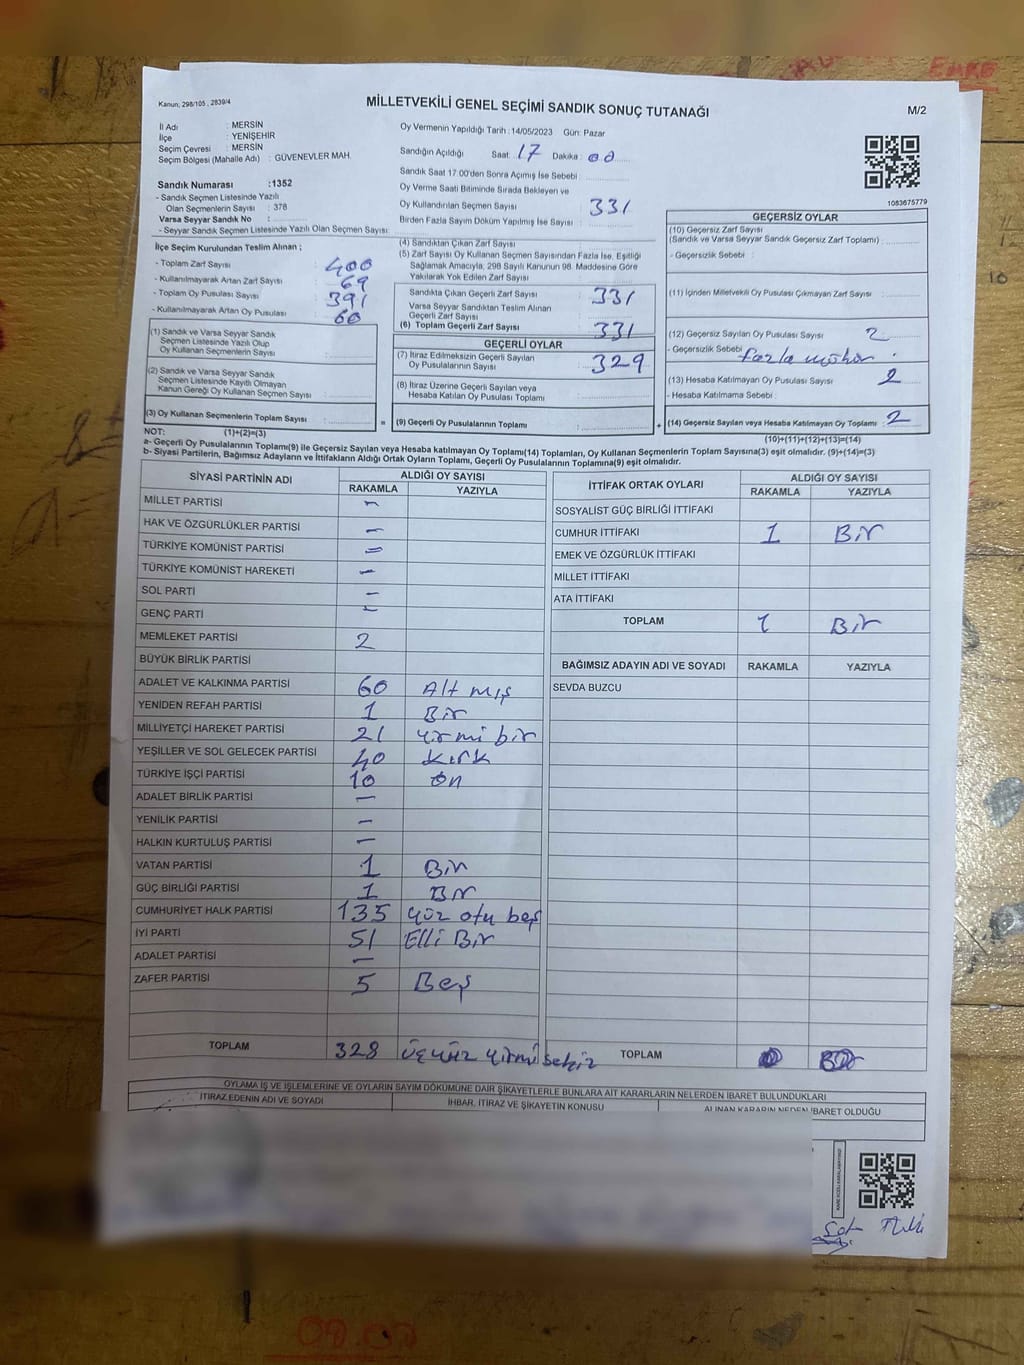 Kanun; 298/105 , 2839/4
MİLLETVEKİLİ GENEL SEÇİMİ SANDIK SONUÇ TUTANAĞI
M/2
İl Adı : MERSİN
İlçe : YENİŞEHİR
Seçim Çevresi : MERSİN
Seçim Bölgesi (Mahalle Adı) : GÜVENEVLER MAH.
Oy Vermenin Yapıldığı Tarih : 14/05/2023 Gün: Pazar
Sandığın Açıldığı Saat: 17 Dakika : 00
Sandık Saat 17.00'den Sonra Açımış İse Sebebi :
Oy Verme Saati Bitiminde Sırada Bekleyen ve
Oy Kullandırılan Seçmen Sayısı : 331
Birden Fazla Sayım Döküm Yapılmış İse Sayısı :
1083675779
Sandık Numarası :1352
- Sandık Seçmen Listesinde Yazılı
Olan Seçmenlerin Sayısı : 378
Varsa Seyyar Sandık No :
- Seyyar Sandık Seçmen Listesinde Yazılı Olan Seçmen Sayısı:
İlçe Seçim Kurulundan Teslim Alınan ;
- Toplam Zarf Sayısı : 400
- Kullanılmayarak Artan Zarf Sayısı : 69
- Toplam Oy Pusulası Sayısı : 391
- Kullanılmayarak Artan Oy Pusulası : 60
(1) Sandık ve Varsa Seyyar Sandık
Seçmen Listesinde Yazılı Olup
Oy Kullanan Seçmenlerin Sayısı :
(2) Sandık ve Varsa Seyyar Sandık
Seçmen Listesinde Kayıtlı Olmayan
Kanun Gereği Oy Kullanan Seçmen Sayısı :
(3) Oy Kullanan Seçmenlerin Toplam Sayısı :
=
(4) Sandıktan Çıkan Zarf Sayısı :
(5) Zarf Sayısı Oy Kullanan Seçmen Sayısından Fazla İse, Eşitliği
Sağlamak Amacıyla, 298 Sayılı Kanunun 98. Maddesine Göre
Yakılarak Yok Edilen Zarf Sayısı :
Sandıkta Çıkan Geçerli Zarf Sayısı : 331
Varsa Seyyar Sandıktan Teslim Alınan
Geçerli Zarf Sayısı :
(6) Toplam Geçerli Zarf Sayısı : 331
GEÇERLİ OYLAR
(7) İtiraz Edilmeksizin Geçerli Sayılan
Oy Pusulalarının Sayısı : 329
(8) İtiraz Üzerine Geçerli Sayılan veya
Hesaba Katılan Oy Pusulası Toplamı :
(9) Geçerli Oy Pusulalarının Toplamı :
+
GEÇERSİZ OYLAR
(10) Geçersiz Zarf Sayısı
(Sandık ve Varsa Seyyar Sandık Geçersiz Zarf Toplamı) :
- Geçersizlik Sebebi :
(11) İçinden Milletvekili Oy Pusulası Çıkmayan Zarf Sayısı :
(12) Geçersiz Sayılan Oy Pusulası Sayısı : 2
- Geçersizlik Sebebi : fazla mühür
(13) Hesaba Katılmayan Oy Pusulası Sayısı : 2
- Hesaba Katılmama Sebebi :
(14) Geçersiz Sayılan veya Hesaba Katılmayan Oy Toplamı : 2
NOT: (1)+(2)=(3)
(10)+(11)+(12)+(13)=(14)
a- Geçerli Oy Pusulalarının Toplamı(9) ile Geçersiz Sayılan veya Hesaba katılmayan Oy Toplam(14) Toplamları, Oy Kullanan Seçmenlerin Toplam Sayısına(3) eşit olmalıdır. (9)+(14)=(3)
b- Siyasi Partilerin, Bağımsız Adayların ve İttifakların Aldığı Ortak Oyların Toplamı, Geçerli Oy Pusulalarının Toplamına(9) eşit olmalıdır.
SİYASİ PARTİNİN ADI ALDIĞI OY SAYISI
RAKAMLA YAZIYLA
MİLLET PARTİSİ -
HAK VE ÖZGÜRLÜKLER PARTİSİ -
TÜRKİYE KOMÜNİST PARTİSİ -
TÜRKİYE KOMÜNİST HAREKETİ -
SOL PARTİ -
GENÇ PARTİ -
MEMLEKET PARTİSİ 2
BÜYÜK BİRLİK PARTİSİ
ADALET VE KALKINMA PARTİSİ 60 Altmış
YENİDEN REFAH PARTİSİ 1 Bir
MİLLİYETÇİ HAREKET PARTİSİ 21 yirmi bir
YEŞİLLER VE SOL GELECEK PARTİSİ 40 kırk
TÜRKİYE İŞÇİ PARTİSİ 10 on
ADALET BİRLİK PARTİSİ -
YENİLİK PARTİSİ -
HALKIN KURTULUŞ PARTİSİ -
VATAN PARTİSİ 1 Bir
GÜÇ BİRLİĞİ PARTİSİ 1 Bir
CUMHURİYET HALK PARTİSİ 135 yüz otu beş
İYİ PARTİ 51 Elli Bir
ADALET PARTİSİ -
ZAFER PARTİSİ 5 Beş
TOPLAM 328 üçyüz yirmi sekiz
İTTİFAK ORTAK OYLARI ALDIĞI OY SAYISI
RAKAMLA YAZIYLA
SOSYALİST GÜÇ BİRLİĞİ İTTİFAKI
CUMHUR İTTİFAKI 1 Bir
EMEK VE ÖZGÜRLÜK İTTİFAKI
MİLLET İTTİFAKI
ATA İTTİFAKI
TOPLAM 1 Bir
BAĞIMSIZ ADAYIN ADI VE SOYADI RAKAMLA YAZIYLA
SEVDA BUZCU
TOPLAM
OYLAMA İŞ VE İŞLEMLERİNE VE OYLARIN SAYIM DÖKÜMÜNE DAİR ŞİKAYETLERLE BUNLARA AİT KARARLARIN NELERDEN İBARET BULUNDUKLARI
İTİRAZ EDENİN ADI VE SOYADI İHBAR, İTİRAZ VE ŞİKAYETİN KONUSU ALINAN KARARIN NEDEN İBARET OLDUĞU